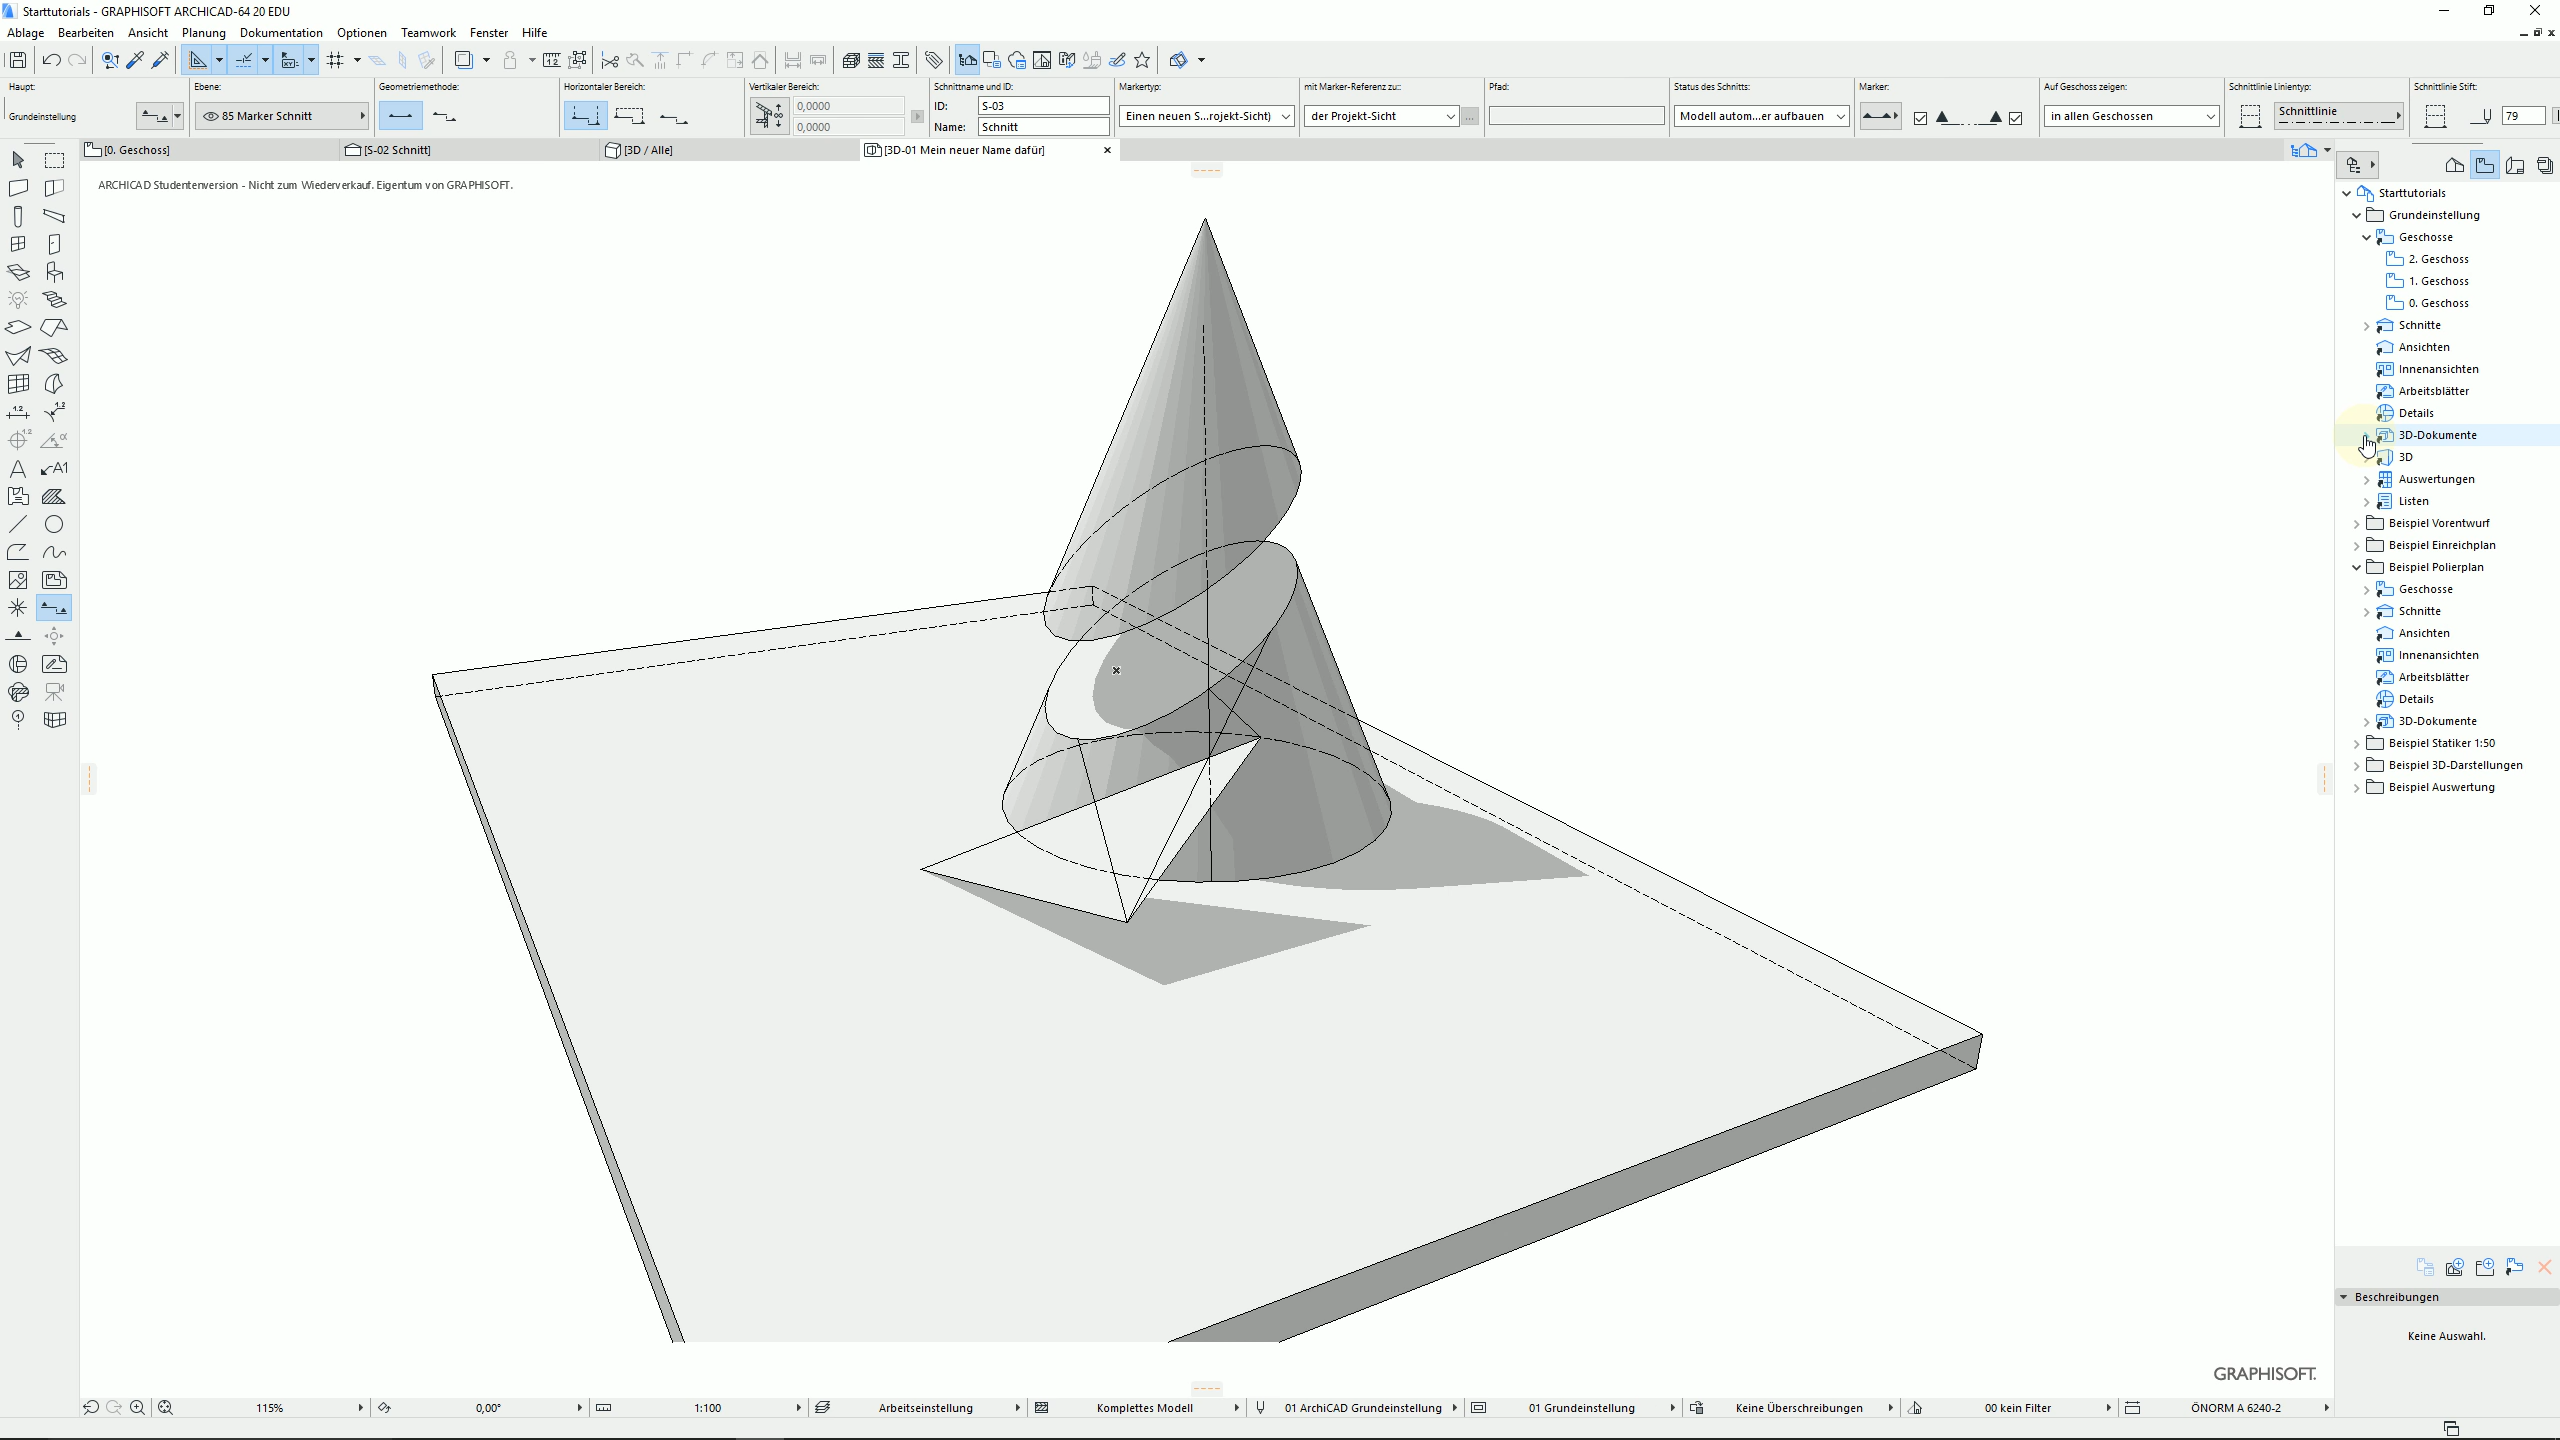 Starttutorials - GRAPHISOFT ARCHICAD-64 20 EDU
Ablage Bearbeiten Ansicht Planung Dokumentation Optionen Teamwork Fenster Hilfe
Haupt: Ebene: Geometriemethode: Horizontaler Bereich: Vertikaler Bereich: Schnittname und ID: Markertyp: mit Marker-Referenz zu: Pfad: Status des Schnitts: Marker: Auf Geschoss zeigen: Schnittlinie Linientyp: Schnittlinie Stift:
Grundeinstellung 85 Marker Schnitt 0,0000 ID: S-03 Einen neuen S...rojekt-Sicht) der Projekt-Sicht ... Modell autom...er aufbauen in allen Geschossen Schnittlinie 79
0,0000 Name: Schnitt
[0. Geschoss] [S-02 Schnitt] [3D / Alle] [3D-01 Mein neuer Name dafür]
ARCHICAD Studentenversion - Nicht zum Wiederverkauf. Eigentum von GRAPHISOFT.
Starttutorials
Grundeinstellung
Geschosse
2. Geschoss
1. Geschoss
0. Geschoss
Schnitte
Ansichten
Innenansichten
Arbeitsblätter
Details
3D-Dokumente
3D
Auswertungen
Listen
Beispiel Vorentwurf
Beispiel Einreichplan
Beispiel Polierplan
Geschosse
Schnitte
Ansichten
Innenansichten
Arbeitsblätter
Details
3D-Dokumente
Beispiel Statiker 1:50
Beispiel 3D-Darstellungen
Beispiel Auswertung
Beschreibungen
Keine Auswahl.
GRAPHISOFT.
115% 0,00° 1:100 Arbeitseinstellung Komplettes Modell 01 ArchiCAD Grundeinstellung 01 Grundeinstellung Keine Überschreibungen 00 kein Filter ÖNORM A 6240-2